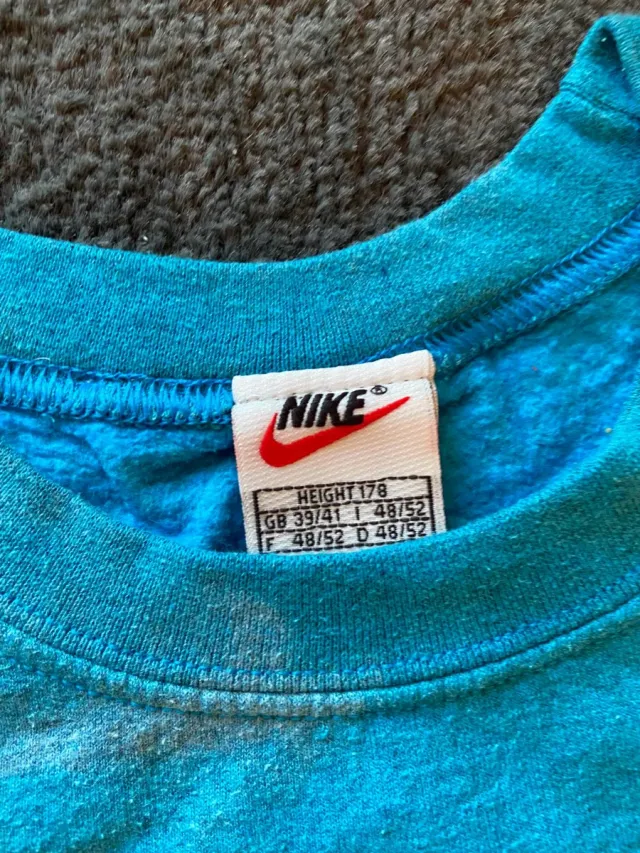 NIKE®
HEIGHT 178
GB 39/41 I 48/52
F 48/52 D 48/52